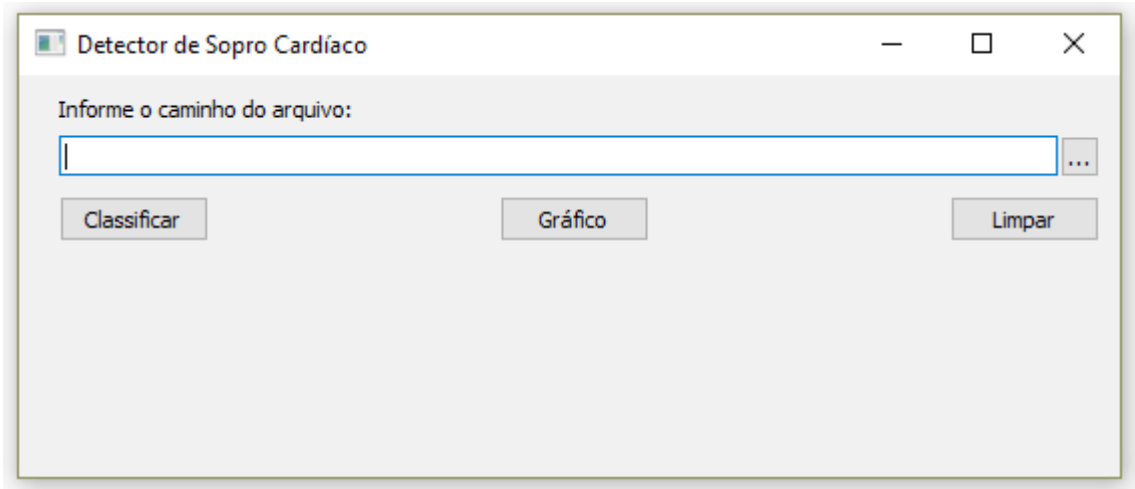 Detector de Sopro Cardíaco
Informe o caminho do arquivo:
...
Classificar Gráfico Limpar